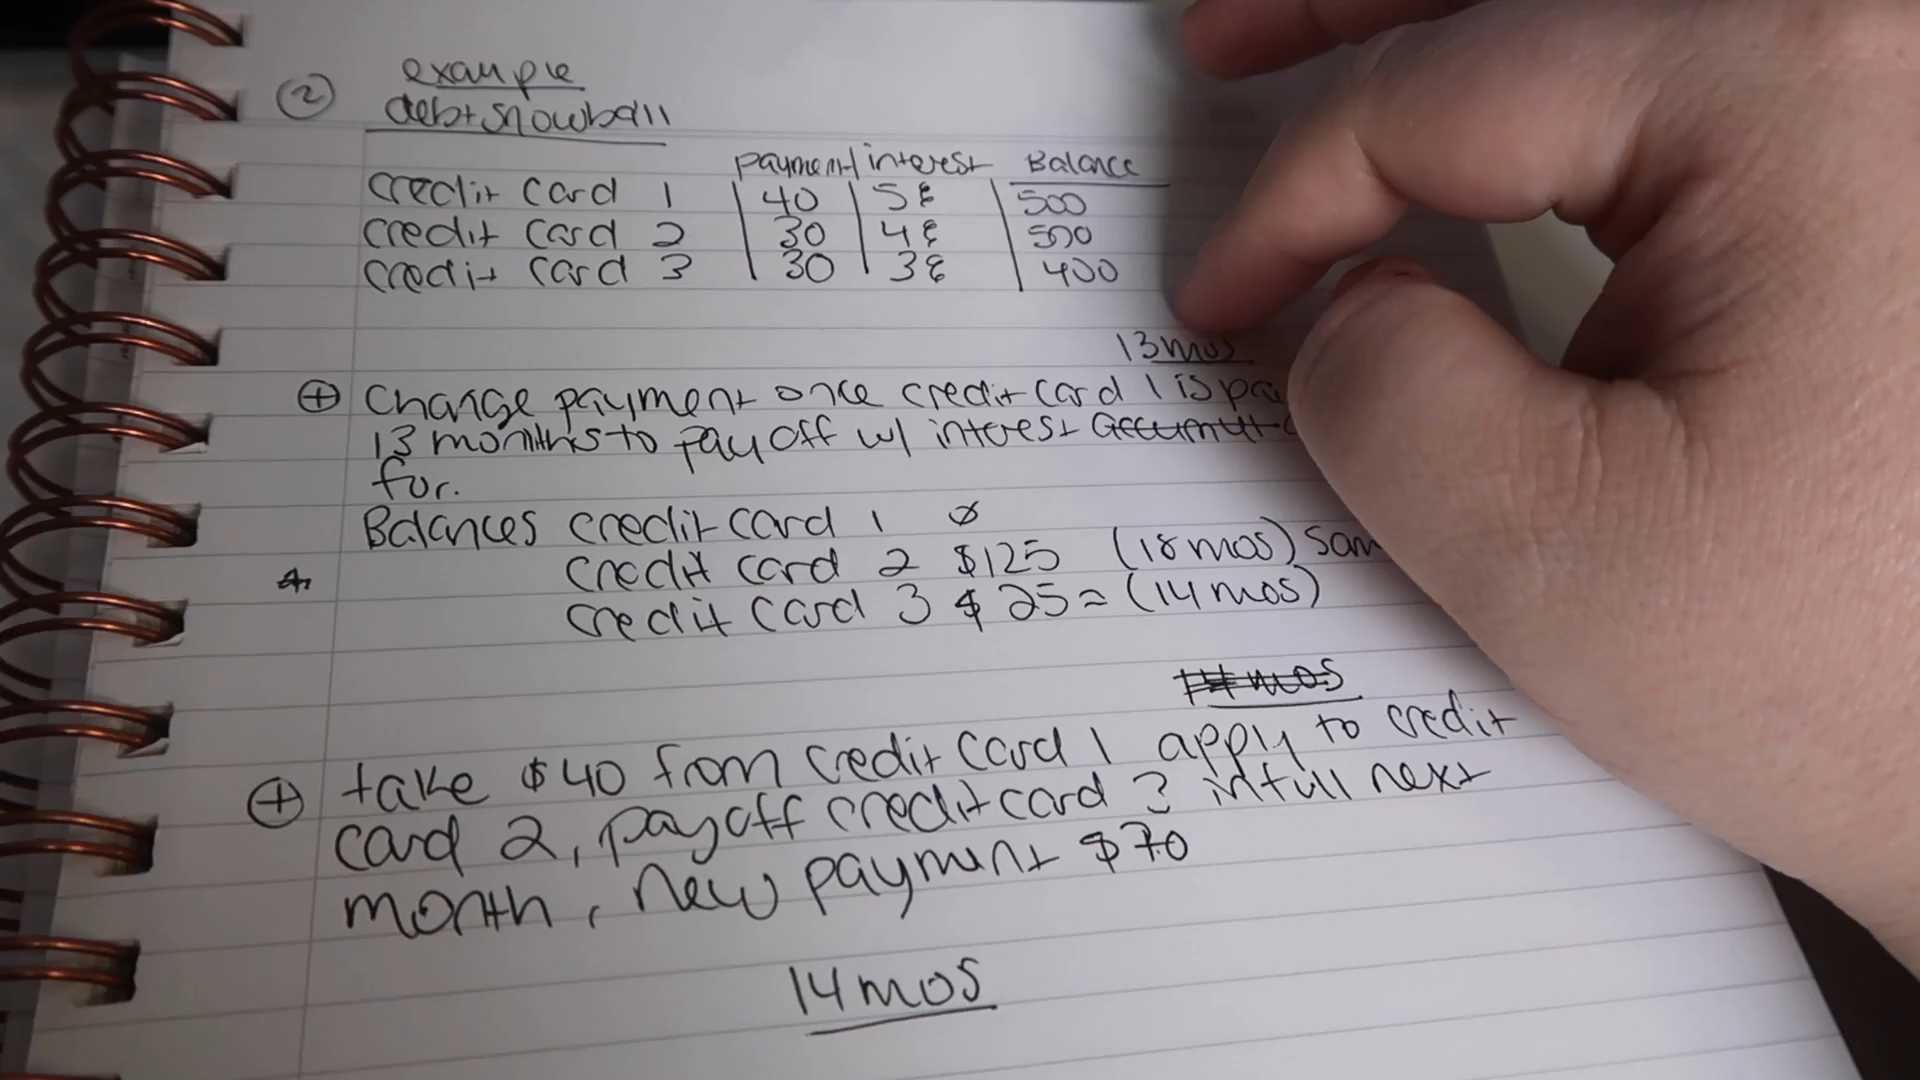 ② example
debt snowball
payment interest Balance
credit card 1 40 5¢ 500
credit card 2 30 4¢ 500
credit card 3 30 3¢ 400
13 mos
⊕ Change payment once credit card 1 is
13 months to pay off w/ interest
for.
Balances credit card 1 ∅
credit card 2 $125 (18 mos)
credit card 3 $25 = (14 mos)
mos
⊕ take $40 from credit card 1 apply to credit
card 2, payoff credit card 3 in full next
month, new payment $70
14 mos